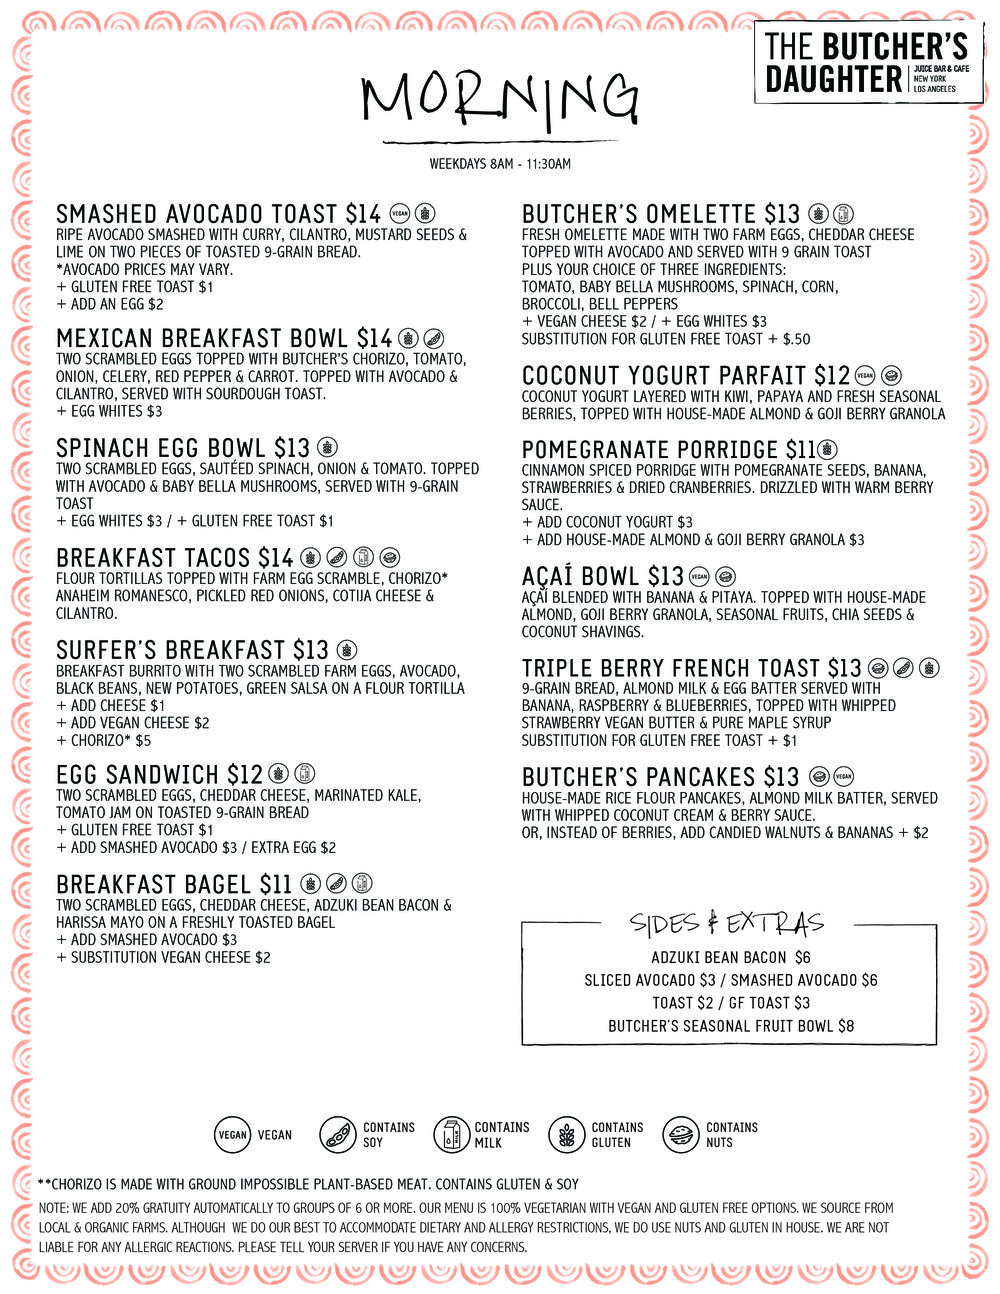 THE BUTCHER'S
DAUGHTER
JUICE BAR & CAFE
NEW YORK
LOS ANGELES
MORNING
WEEKDAYS 8AM - 11:30AM
SMASHED AVOCADO TOAST $14 VEGAN
RIPE AVOCADO SMASHED WITH CURRY, CILANTRO, MUSTARD SEEDS &
LIME ON TWO PIECES OF TOASTED 9-GRAIN BREAD.
*AVOCADO PRICES MAY VARY.
+ GLUTEN FREE TOAST $1
+ ADD AN EGG $2
MEXICAN BREAKFAST BOWL $14
TWO SCRAMBLED EGGS TOPPED WITH BUTCHER'S CHORIZO, TOMATO,
ONION, CELERY, RED PEPPER & CARROT. TOPPED WITH AVOCADO &
CILANTRO, SERVED WITH SOURDOUGH TOAST.
+ EGG WHITES $3
SPINACH EGG BOWL $13
TWO SCRAMBLED EGGS, SAUTÉED SPINACH, ONION & TOMATO. TOPPED
WITH AVOCADO & BABY BELLA MUSHROOMS, SERVED WITH 9-GRAIN
TOAST
+ EGG WHITES $3 / + GLUTEN FREE TOAST $1
BREAKFAST TACOS $14
FLOUR TORTILLAS TOPPED WITH FARM EGG SCRAMBLE, CHORIZO*
ANAHEIM ROMANESCO, PICKLED RED ONIONS, COTIJA CHEESE &
CILANTRO.
SURFER'S BREAKFAST $13
BREAKFAST BURRITO WITH TWO SCRAMBLED FARM EGGS, AVOCADO,
BLACK BEANS, NEW POTATOES, GREEN SALSA ON A FLOUR TORTILLA
+ ADD CHEESE $1
+ ADD VEGAN CHEESE $2
+ CHORIZO* $5
EGG SANDWICH $12
TWO SCRAMBLED EGGS, CHEDDAR CHEESE, MARINATED KALE,
TOMATO JAM ON TOASTED 9-GRAIN BREAD
+ GLUTEN FREE TOAST $1
+ ADD SMASHED AVOCADO $3 / EXTRA EGG $2
BREAKFAST BAGEL $11
TWO SCRAMBLED EGGS, CHEDDAR CHEESE, ADZUKI BEAN BACON &
HARISSA MAYO ON A FRESHLY TOASTED BAGEL
+ ADD SMASHED AVOCADO $3
+ SUBSTITUTION VEGAN CHEESE $2
BUTCHER'S OMELETTE $13
FRESH OMELETTE MADE WITH TWO FARM EGGS, CHEDDAR CHEESE
TOPPED WITH AVOCADO AND SERVED WITH 9 GRAIN TOAST
PLUS YOUR CHOICE OF THREE INGREDIENTS:
TOMATO, BABY BELLA MUSHROOMS, SPINACH, CORN,
BROCCOLI, BELL PEPPERS
+ VEGAN CHEESE $2 / + EGG WHITES $3
SUBSTITUTION FOR GLUTEN FREE TOAST + $.50
COCONUT YOGURT PARFAIT $12 VEGAN
COCONUT YOGURT LAYERED WITH KIWI, PAPAYA AND FRESH SEASONAL
BERRIES, TOPPED WITH HOUSE-MADE ALMOND & GOJI BERRY GRANOLA
POMEGRANATE PORRIDGE $11
CINNAMON SPICED PORRIDGE WITH POMEGRANATE SEEDS, BANANA,
STRAWBERRIES & DRIED CRANBERRIES. DRIZZLED WITH WARM BERRY
SAUCE.
+ ADD COCONUT YOGURT $3
+ ADD HOUSE-MADE ALMOND & GOJI BERRY GRANOLA $3
AÇAÍ BOWL $13 VEGAN
AÇAÍ BLENDED WITH BANANA & PITAYA. TOPPED WITH HOUSE-MADE
ALMOND, GOJI BERRY GRANOLA, SEASONAL FRUITS, CHIA SEEDS &
COCONUT SHAVINGS.
TRIPLE BERRY FRENCH TOAST $13
9-GRAIN BREAD, ALMOND MILK & EGG BATTER SERVED WITH
BANANA, RASPBERRY & BLUEBERRIES, TOPPED WITH WHIPPED
STRAWBERRY VEGAN BUTTER & PURE MAPLE SYRUP
SUBSTITUTION FOR GLUTEN FREE TOAST + $1
BUTCHER'S PANCAKES $13 VEGAN
HOUSE-MADE RICE FLOUR PANCAKES, ALMOND MILK BATTER, SERVED
WITH WHIPPED COCONUT CREAM & BERRY SAUCE.
OR, INSTEAD OF BERRIES, ADD CANDIED WALNUTS & BANANAS + $2
SIDES & EXTRAS
ADZUKI BEAN BACON $6
SLICED AVOCADO $3 / SMASHED AVOCADO $6
TOAST $2 / GF TOAST $3
BUTCHER'S SEASONAL FRUIT BOWL $8
VEGAN VEGAN
CONTAINS
SOY
MILK CONTAINS
MILK
CONTAINS
GLUTEN
CONTAINS
NUTS
**CHORIZO IS MADE WITH GROUND IMPOSSIBLE PLANT-BASED MEAT. CONTAINS GLUTEN & SOY
NOTE: WE ADD 20% GRATUITY AUTOMATICALLY TO GROUPS OF 6 OR MORE. OUR MENU IS 100% VEGETARIAN WITH VEGAN AND GLUTEN FREE OPTIONS. WE SOURCE FROM
LOCAL & ORGANIC FARMS. ALTHOUGH WE DO OUR BEST TO ACCOMMODATE DIETARY AND ALLERGY RESTRICTIONS, WE DO USE NUTS AND GLUTEN IN HOUSE. WE ARE NOT
LIABLE FOR ANY ALLERGIC REACTIONS. PLEASE TELL YOUR SERVER IF YOU HAVE ANY CONCERNS.